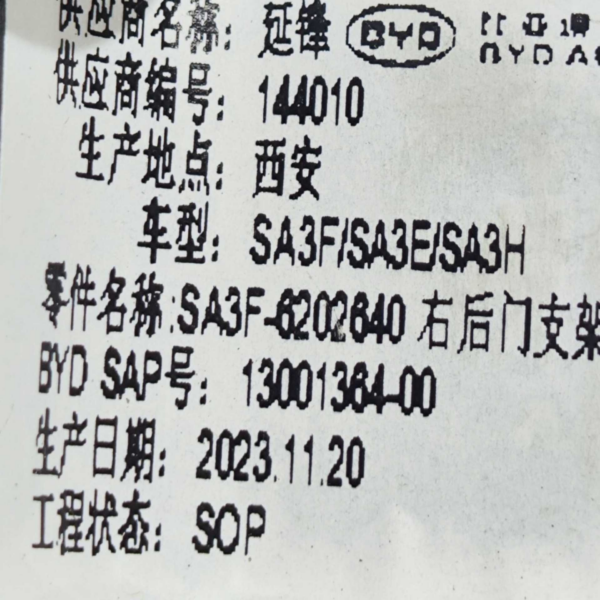 供应商名称: 延锋 BYD
供应商编号: 144010
生产地点: 西安
车型: SA3F/SA3E/SA3H
零件名称:SA3F-6202640 右后门支架
BYD SAP号: 13001364-00
生产日期: 2023.11.20
工程状态: SOP